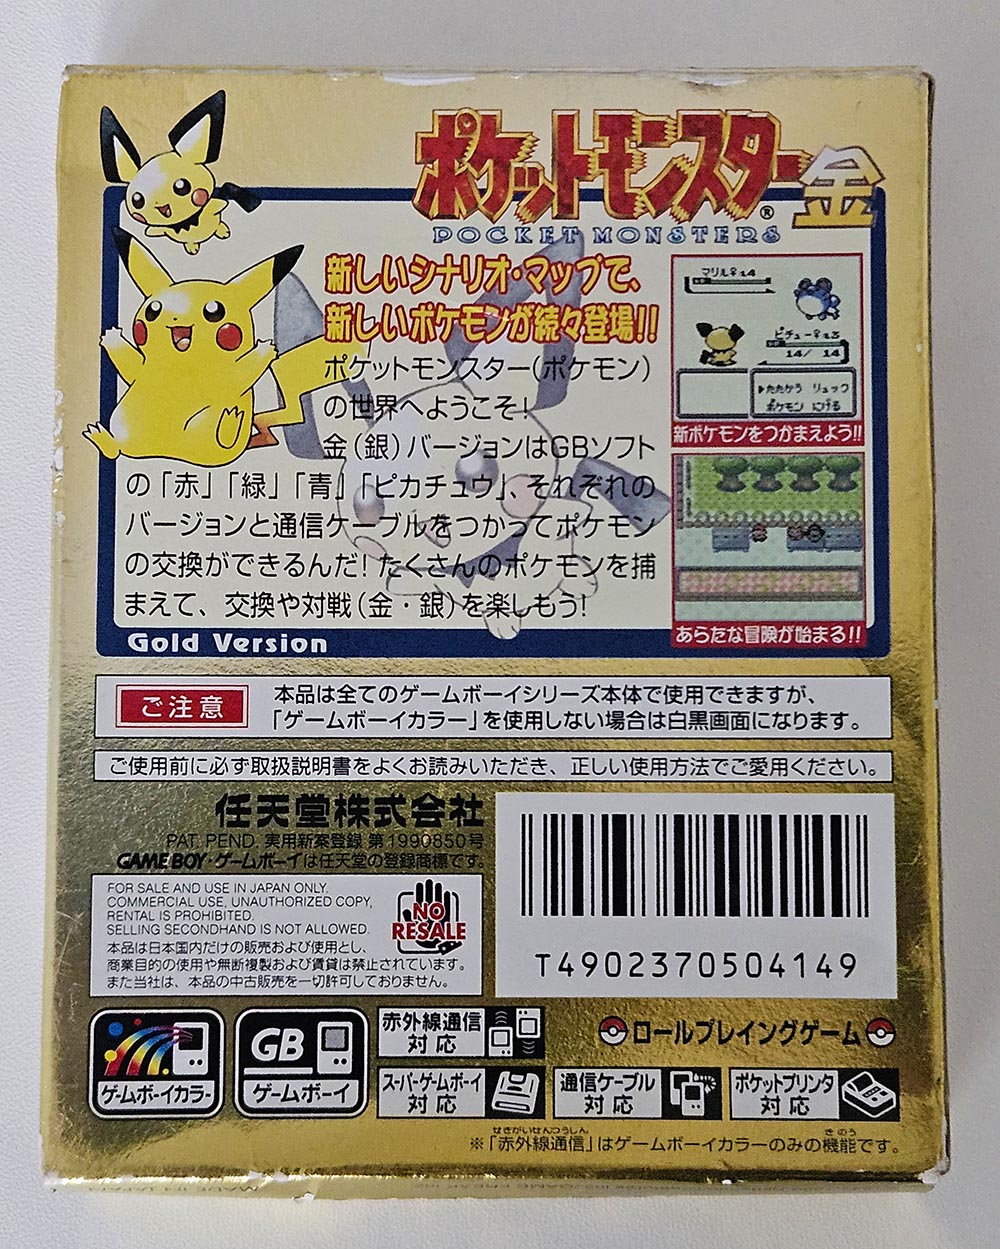 ポケットモンスター金
®
POCKET MONSTERS
新しいシナリオ・マップで、
新しいポケモンが続々登場!!
ポケットモンスター(ポケモン)
の世界へようこそ!
金(銀)バージョンはGBソフト
の「赤」「緑」「青」「ピカチュウ」、それぞれの
バージョンと通信ケーブルをつかってポケモン
の交換ができるんだ!たくさんのポケモンを捕
まえて、交換や対戦(金・銀)を楽しもう!
Gold Version
マリル♀
ピチュー♀
14/ 14
▶たたかう リュック
ポケモン にげる
新ポケモンをつかまえよう!!
あらたな冒険が始まる!!
ご注意
本品は全てのゲームボーイシリーズ本体で使用できますが、
「ゲームボーイカラー」を使用しない場合は白黒画面になります。
ご使用前に必ず取扱説明書をよくお読みいただき、正しい使用方法でご愛用ください。
任天堂株式会社
PAT. PEND. 実用新案登録 第1990850号
GAME BOY・ゲームボーイは任天堂の登録商標です。
FOR SALE AND USE IN JAPAN ONLY.
COMMERCIAL USE, UNAUTHORIZED COPY,
RENTAL IS PROHIBITED.
SELLING SECONDHAND IS NOT ALLOWED.
本品は日本国内だけの販売および使用とし、
商業目的の使用や無断複製および賃貸は禁止されています。
また当社は、本品の中古販売を一切許可しておりません。
NO
RESALE
T4902370504149
ゲームボーイカラー
GB
ゲームボーイ
赤外線通信
対応
ロールプレイングゲーム
スーパーゲームボーイ
対応
通信ケーブル
対応
ポケットプリンタ
対応
せきがいせんつうしん
きのう
※「赤外線通信」はゲームボーイカラーのみの機能です。